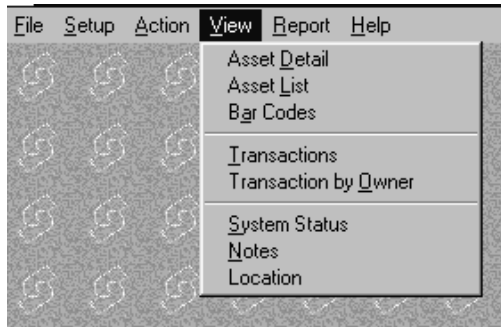 File Setup Action View Report Help
Asset Detail
Asset List
Bar Codes
Transactions
Transaction by Owner
System Status
Notes
Location